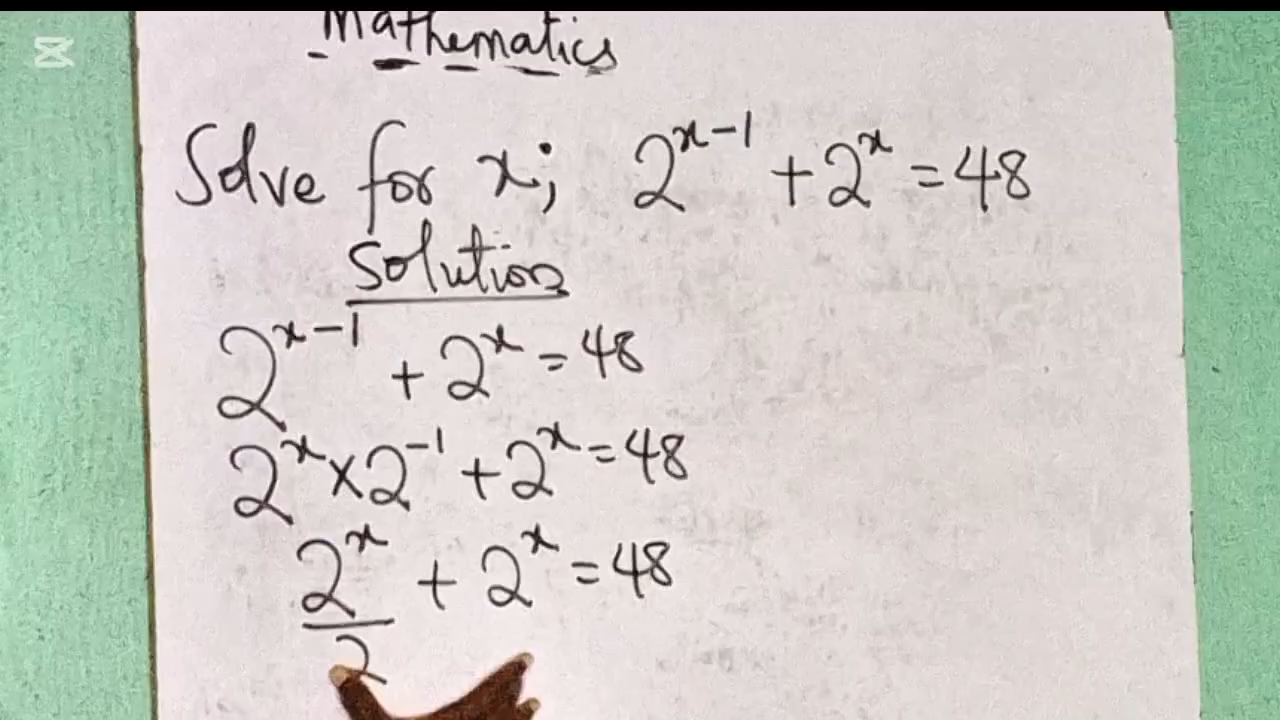 Mathematics
Solve for x; 2^{x-1} + 2^x = 48
Solution
2^{x-1} + 2^x = 48
2^x × 2^{-1} + 2^x = 48
\frac{2^x}{2} + 2^x = 48